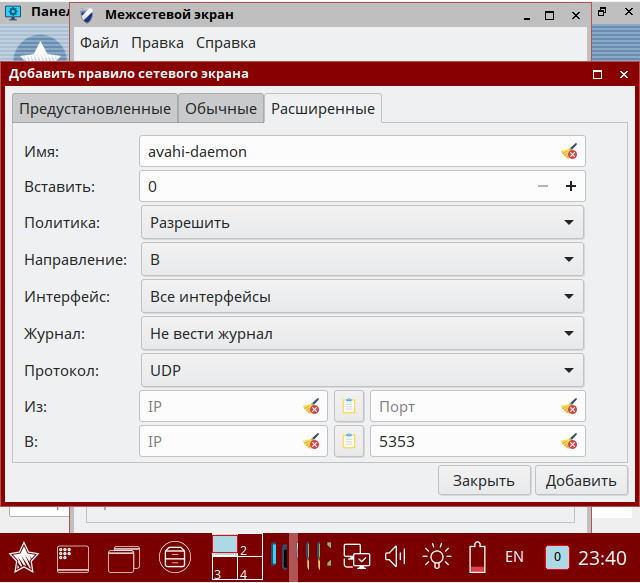 Панел
Межсетевой экран
Файл Правка Справка
Добавить правило сетевого экрана
Предустановленные Обычные Расширенные
Имя: avahi-daemon
Вставить: 0
Политика: Разрешить
Направление: В
Интерфейс: Все интерфейсы
Журнал: Не вести журнал
Протокол: UDP
Из: IP Порт
В: IP 5353
Закрыть Добавить
2
3 4
EN 0 23:40